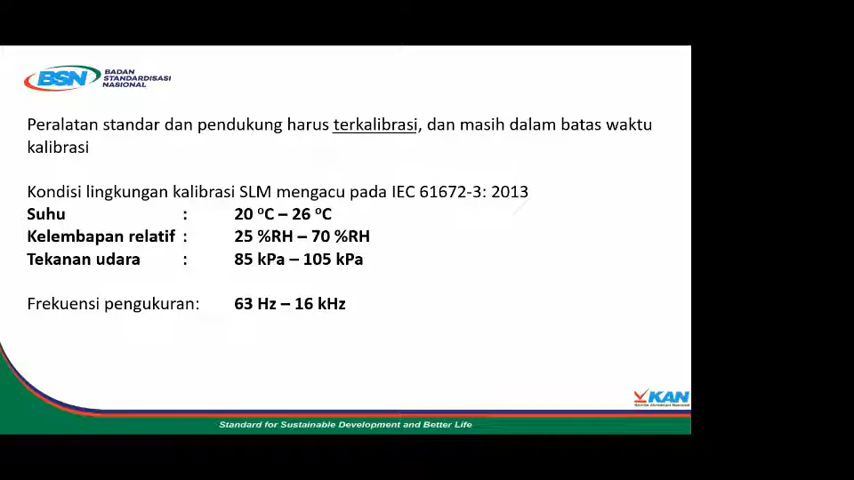 BSN BADAN
STANDARDISASI
NASIONAL
Peralatan standar dan pendukung harus terkalibrasi, dan masih dalam batas waktu
kalibrasi
Kondisi lingkungan kalibrasi SLM mengacu pada IEC 61672-3: 2013
Suhu : 20 °C – 26 °C
Kelembapan relatif : 25 %RH – 70 %RH
Tekanan udara : 85 kPa – 105 kPa
Frekuensi pengukuran: 63 Hz – 16 kHz
KAN
Standard for Sustainable Development and Better Life